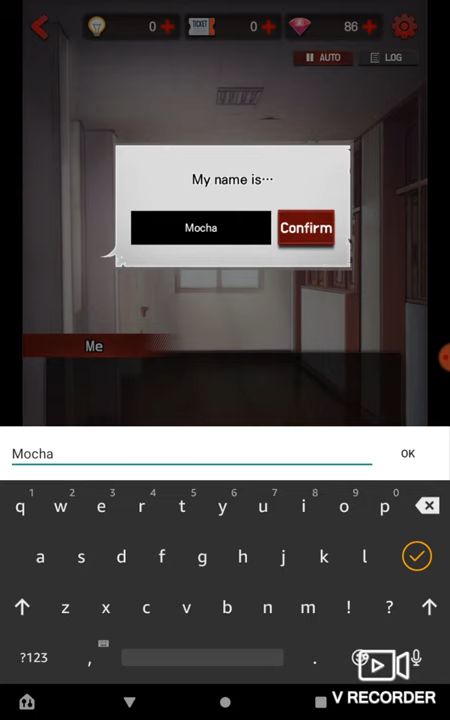 0 TICKET 0 86
AUTO LOG
My name is…
Mocha Confirm
Me
Mocha OK
1 2 3 4 5 6 7 8 9 0
q w e r t y u i o p
a s d f g h j k l
z x c v b n m ! ?
?123 , .
V RECORDER